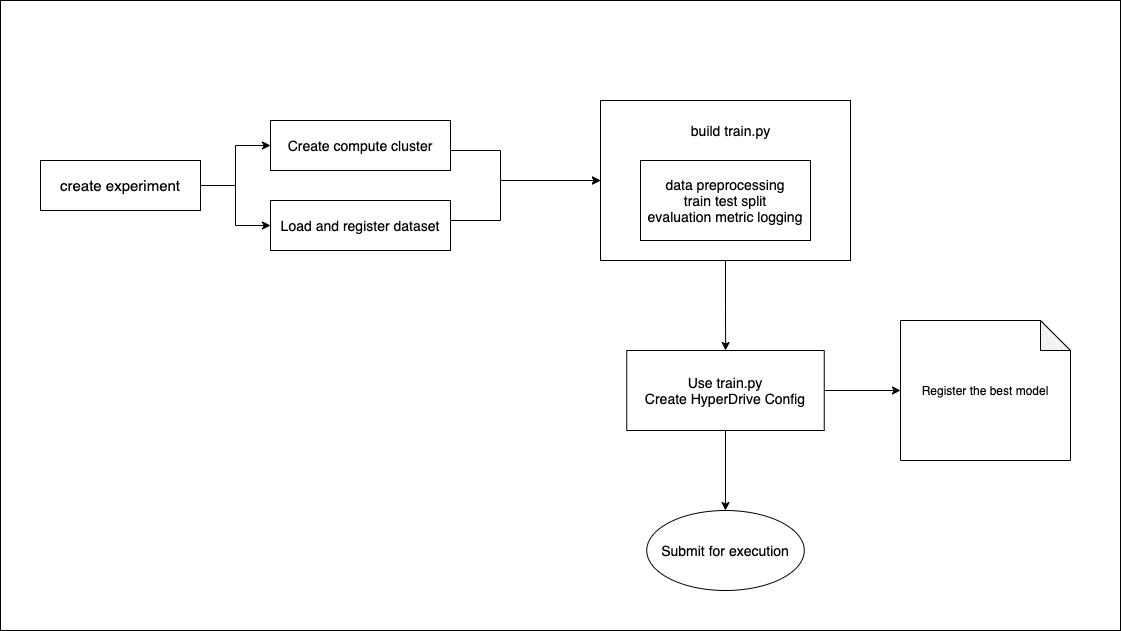 create experiment
Create compute cluster
Load and register dataset
build train.py
data preprocessing
train test split
evaluation metric logging
Use train.py
Create HyperDrive Config
Register the best model
Submit for execution